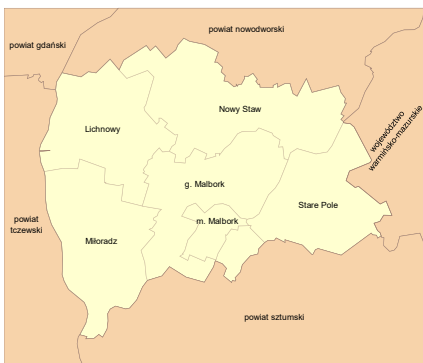 powiat nowodworski
powiat gdański
Nowy Staw
Lichnowy
województwo
warmińsko-mazurskie
g. Malbork
Stare Pole
m. Malbork
powiat
tczewski
Miłoradz
powiat sztumski